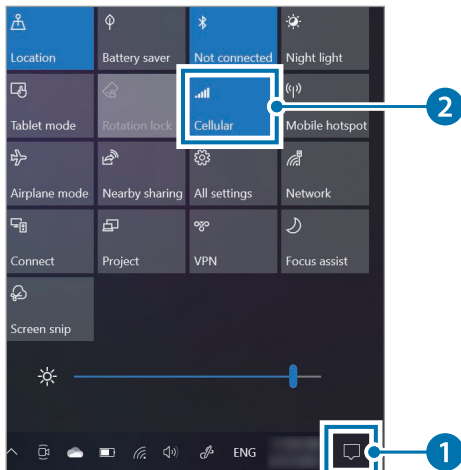 Location
Battery saver
Not connected
Night light
2
Tablet mode
Rotation lock
Cellular
Mobile hotspot
Airplane mode
Nearby sharing
All settings
Network
Connect
Project
VPN
Focus assist
Screen snip
ENG
1